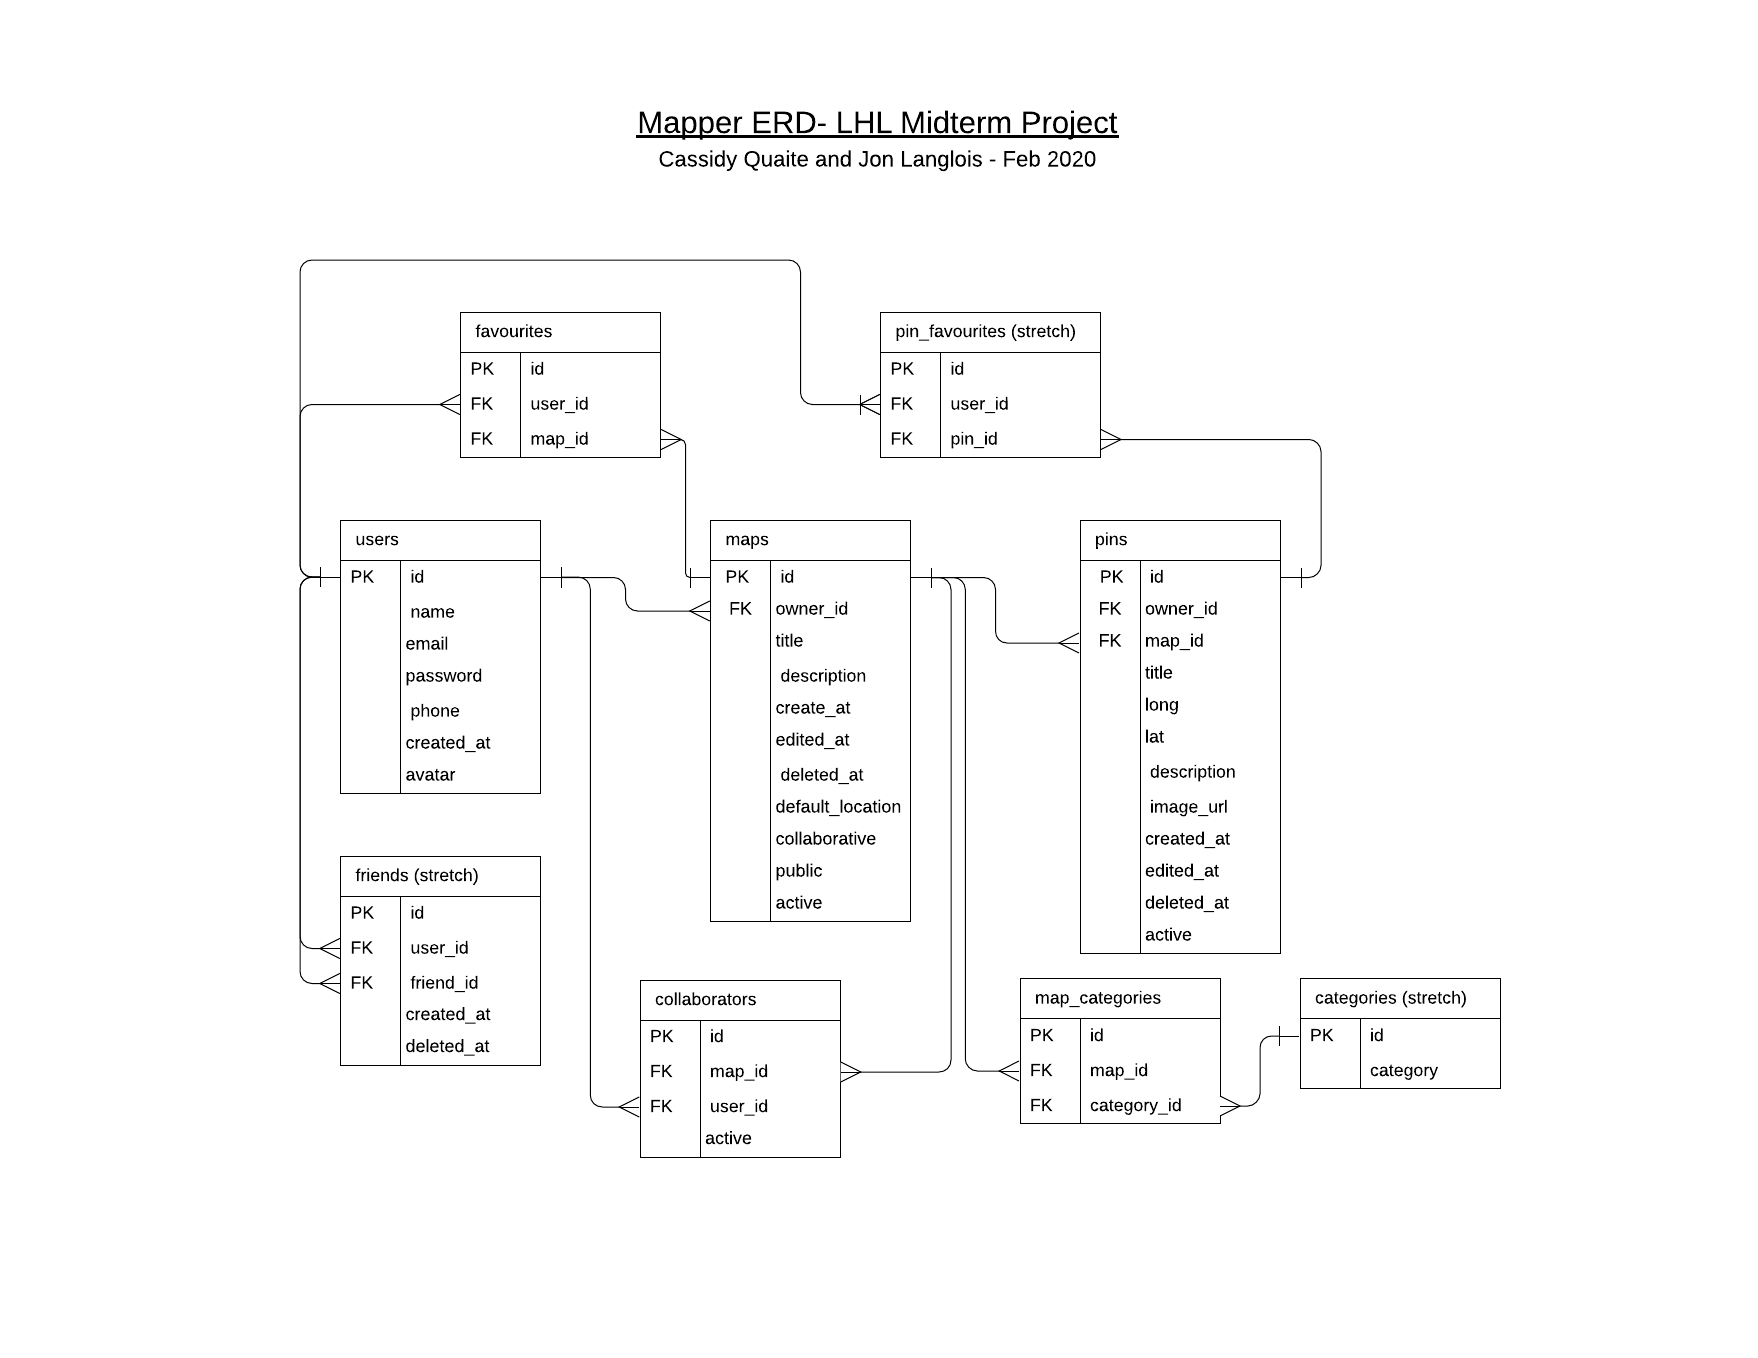 Mapper ERD- LHL Midterm Project
Cassidy Quaite and Jon Langlois - Feb 2020
favourites
PK id
FK user_id
FK map_id
pin_favourites (stretch)
PK id
FK user_id
FK pin_id
users
PK id
name
email
password
phone
created_at
avatar
maps
PK id
FK owner_id
title
description
create_at
edited_at
deleted_at
default_location
collaborative
public
active
pins
PK id
FK owner_id
FK map_id
title
long
lat
description
image_url
created_at
edited_at
deleted_at
active
friends (stretch)
PK id
FK user_id
FK friend_id
created_at
deleted_at
collaborators
PK id
FK map_id
FK user_id
active
map_categories
PK id
FK map_id
FK category_id
categories (stretch)
PK id
category